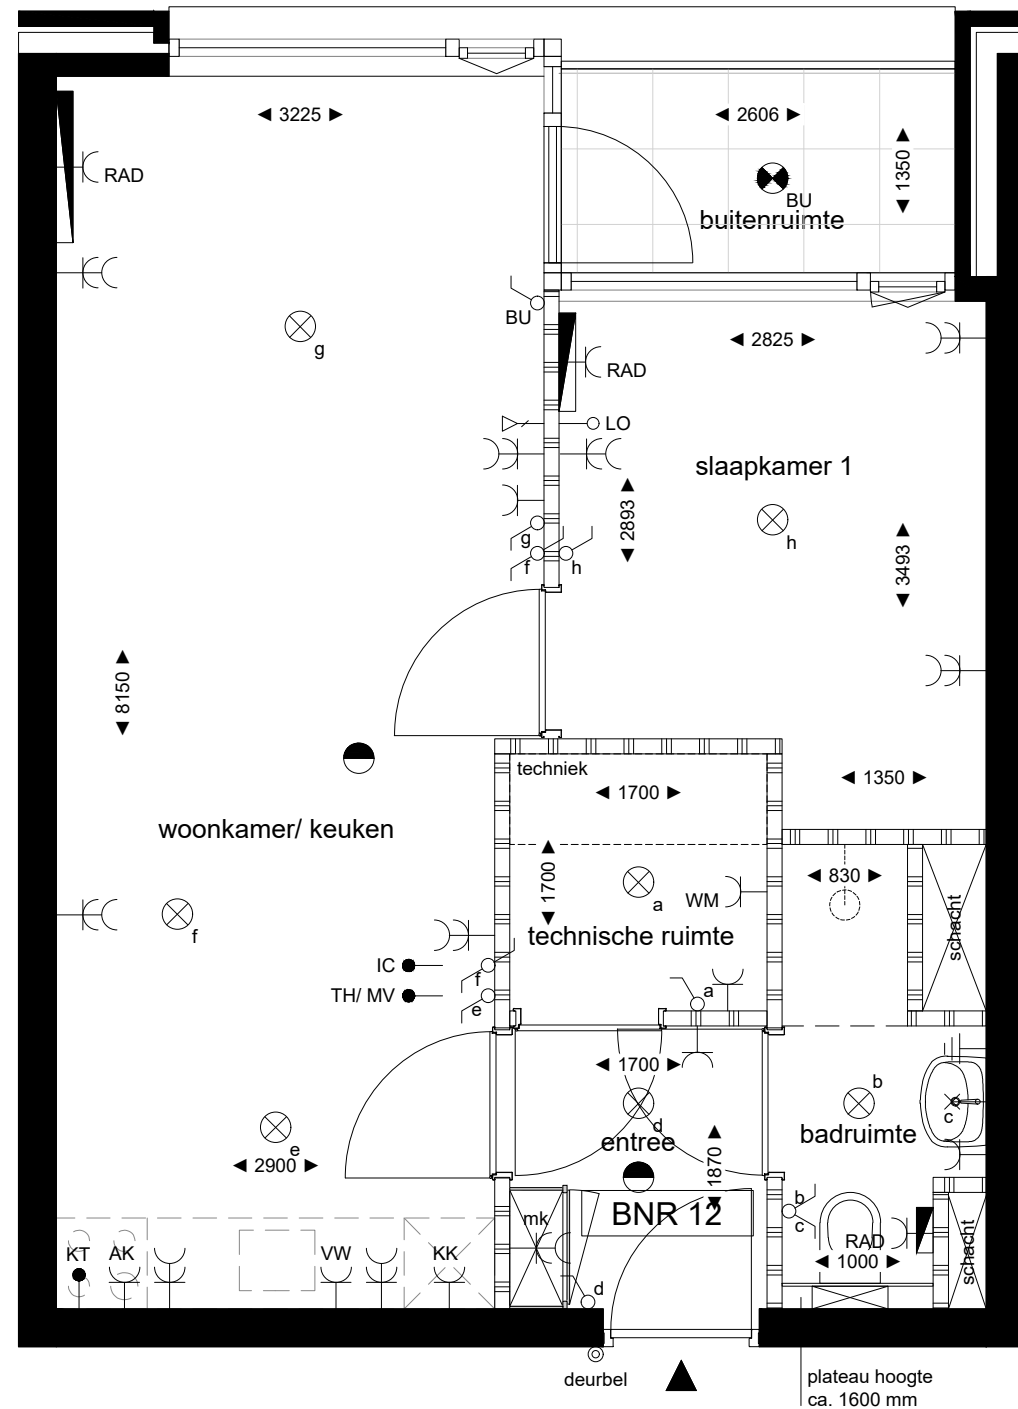 ◄ 3225 ►
◄ 2606 ►
◄ 1350 ►
RAD
BU
buitenruimte
BU
g
◄ 2825 ►
RAD
LO
slaapkamer 1
◄ 2893 ►
g
h
f
h
◄ 3493 ►
◄ 8150 ►
techniek
◄ 1350 ►
◄ 1700 ►
woonkamer/ keuken
◄ 1700 ►
◄ 830 ►
a
WM
schacht
f
technische ruimte
IC
f
TH/ MV
e
a
◄ 1700 ►
b
c
d
e
entree
badruimte
◄ 2900 ►
◄ 1870 ►
b
c
mk
BNR 12
RAD
KT
AK
VW
KK
◄ 1000 ►
schacht
d
deurbel
plateau hoogte
ca. 1600 mm